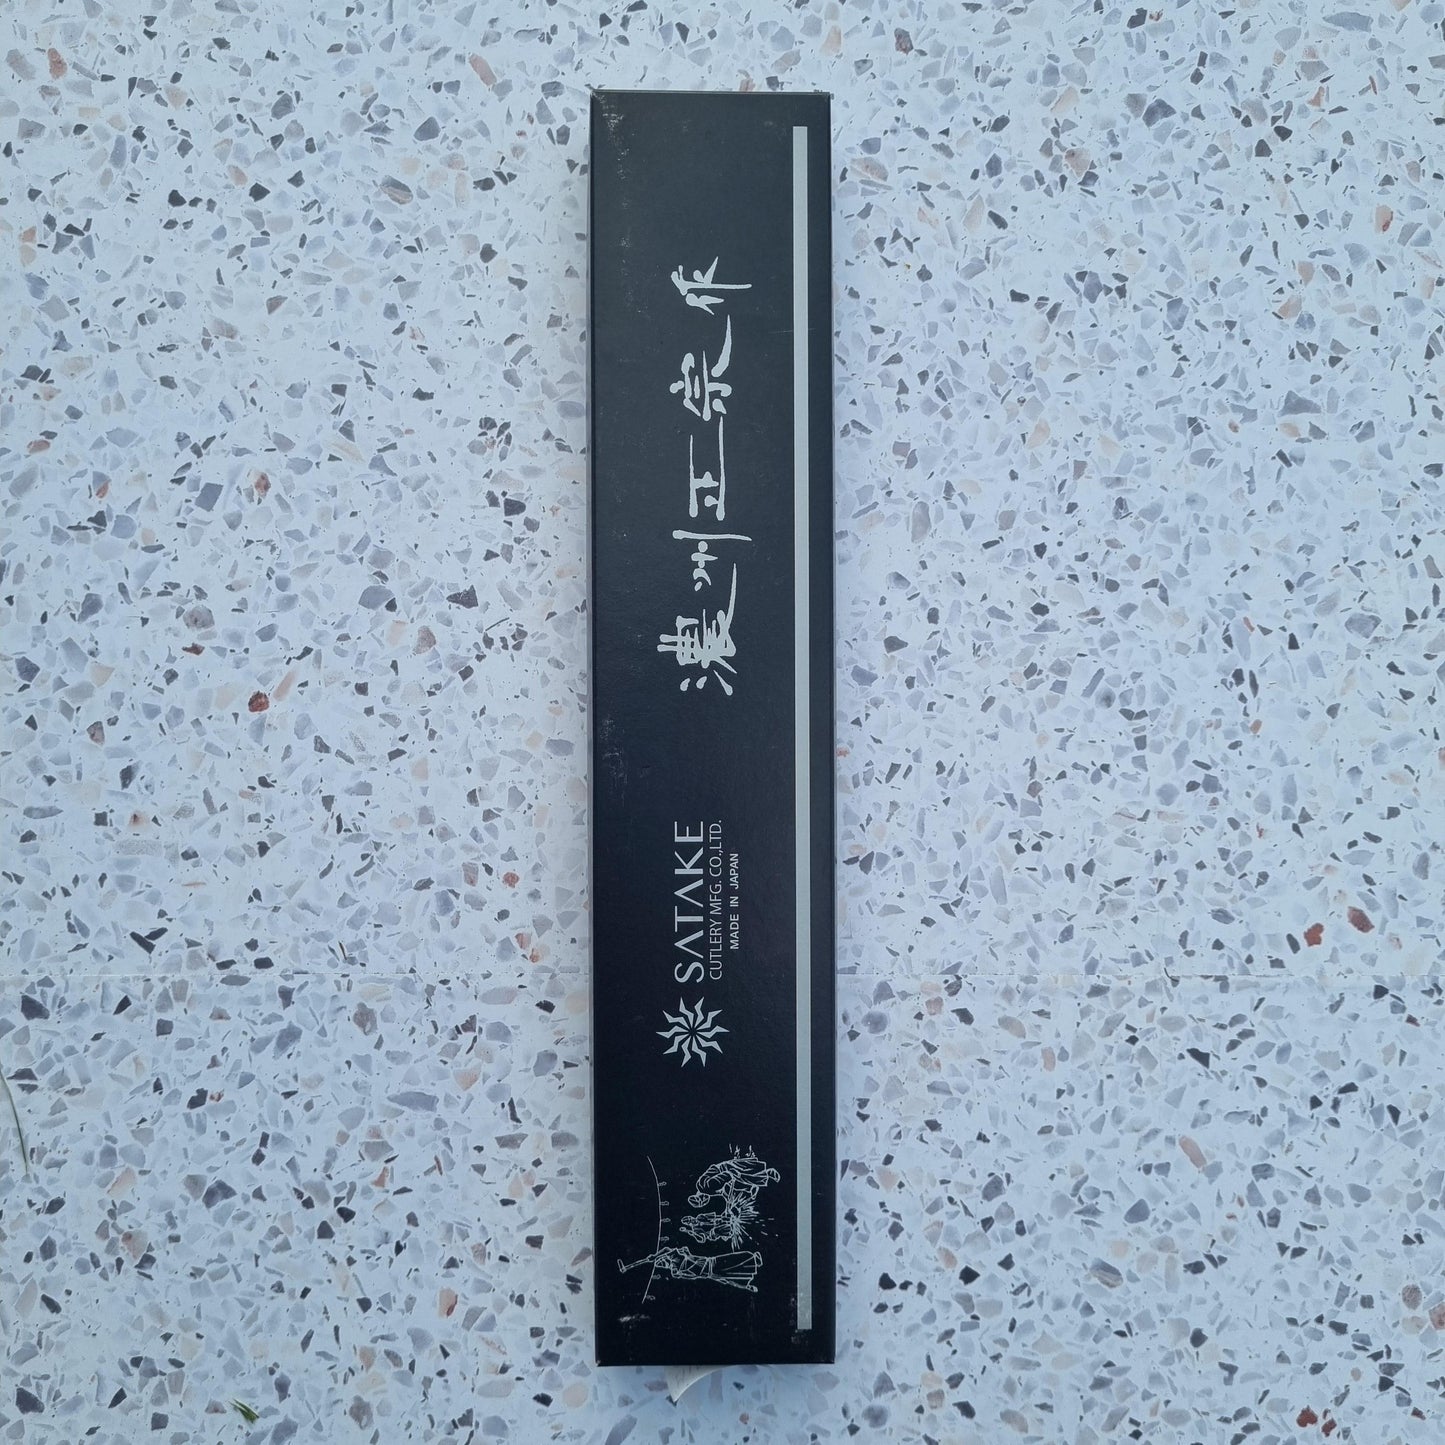 SATAKE
CUTLERY MFG. CO.,LTD.
MADE IN JAPAN
濃州正宗作